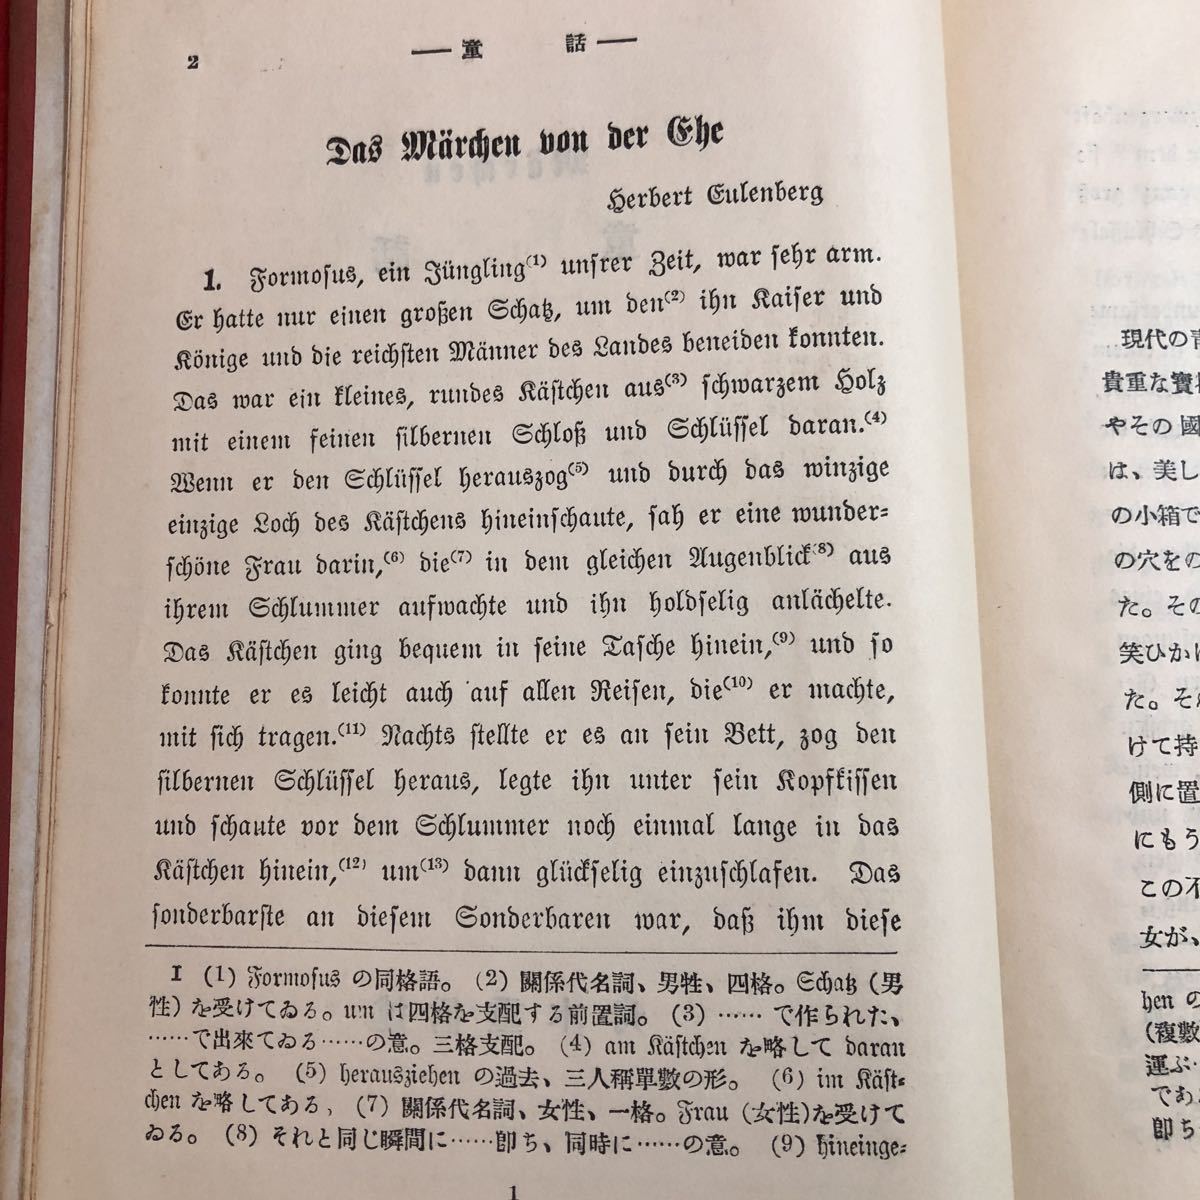 2
— 童 話 —
Das Märchen von der Ehe
Herbert Eulenberg
1. Formosus, ein Jüngling(1) unsrer Zeit, war sehr arm.
Er hatte nur einen großen Schatz, um den(2) ihn Kaiser und
Könige und die reichsten Männer des Landes beneiden konnten.
Das war ein kleines, rundes Kästchen aus(3) schwarzem Holz
mit einem feinen silbernen Schloß und Schlüssel daran.(4)
Wenn er den Schlüssel herauszog(5) und durch das winzige
einzige Loch des Kästchens hineinschaute, sah er eine wunder-
schöne Frau darin,(6) die(7) in dem gleichen Augenblick(8) aus
ihrem Schlummer aufwachte und ihn holdselig anlächelte.
Das Kästchen ging bequem in seine Tasche hinein,(9) und so
konnte er es leicht auch auf allen Reisen, die(10) er machte,
mit sich tragen.(11) Nachts stellte er es an sein Bett, zog den
silbernen Schlüssel heraus, legte ihn unter sein Kopfkissen
und schaute vor dem Schlummer noch einmal lange in das
Kästchen hinein,(12) um(13) dann glückselig einzuschlafen. Das
sonderbarste an diesem Sonderbaren war, daß ihm diese
I (1) Formosus の同格語。 (2) 關係代名詞、男性、四格。Schatz (男
性) を受けてゐる。um は四格を支配する前置詞。 (3) ⋯⋯で作られた、
⋯⋯で出來てゐる⋯⋯の意。三格支配。 (4) am Kästchen を略して daran
としてある。 (5) herausziehen の過去、三人稱單數の形。 (6) im Käst-
chen を略してある, (7) 關係代名詞、女性、一格。Frau (女性)を受けて
ゐる。 (8) それと同じ瞬間に⋯⋯卽ち、同時に⋯⋯の意。 (9) hineinge-
1
現代の靑
貴重な寶
やその國
は、美し
の小箱で
の穴をの
た。その
笑ひかけ
た。そ
けて持
側に置
にもう
この不
女が、
hen の
(複數
運ぶ⋯
であ
卽ち